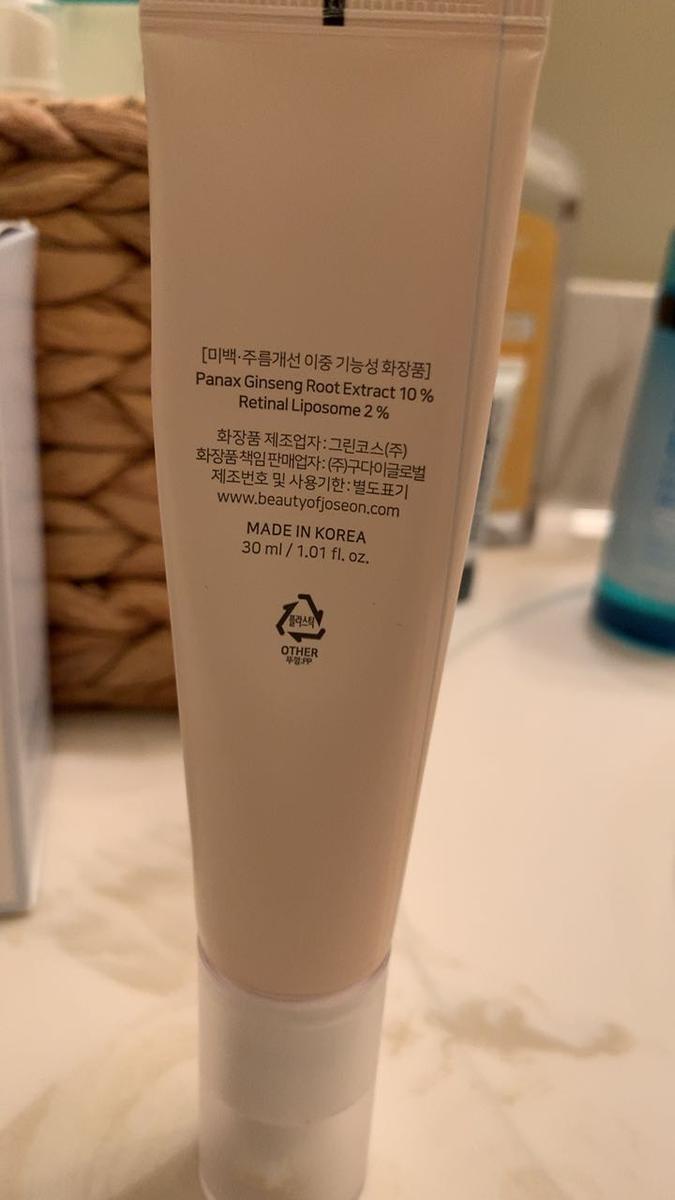 [미백·주름개선 이중 기능성 화장품]
Panax Ginseng Root Extract 10 %
Retinal Liposome 2 %
화장품 제조업자 : 그린코스(주)
화장품책임판매업자 : (주)구다이글로벌
제조번호 및 사용기한 : 별도표기
www.beautyofjoseon.com
MADE IN KOREA
30 ml / 1.01 fl. oz.
플라스틱
OTHER
뚜껑:PP